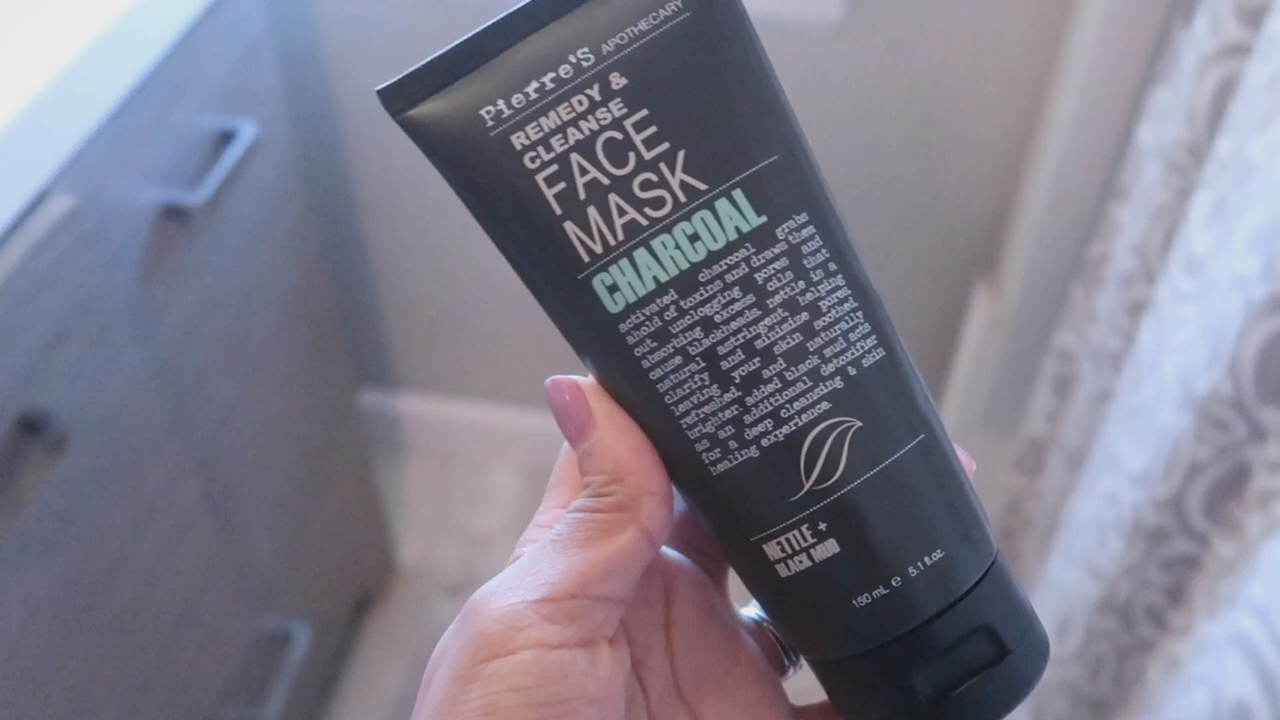 Pierre'S APOTHECARY
REMEDY &
CLEANSE
FACE
MASK
CHARCOAL
activated charcoal grabs
ahold of toxins and draws them
out unclogging pores and
absorbing excess oils that
cause blackheads. nettle is a
natural astringent helping
clarify and minimize pores
leaving your skin soothed
refreshed, and naturally
brighter. added black mud acts
as an additional detoxifier
for a deep cleansing & skin
healing experience.
NETTLE +
BLACK MUD
150 mL e 5.1 fl.oz.